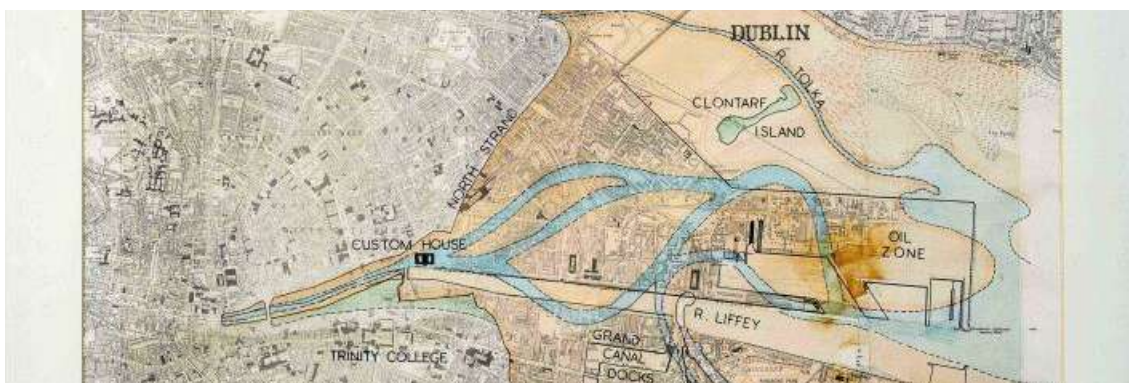 DUBLIN
R. TOLKA
CLONTARF
ISLAND
NORTH STRAND
CUSTOM HOUSE
OIL
ZONE
R. LIFFEY
GRAND
CANAL
DOCKS
TRINITY COLLEGE